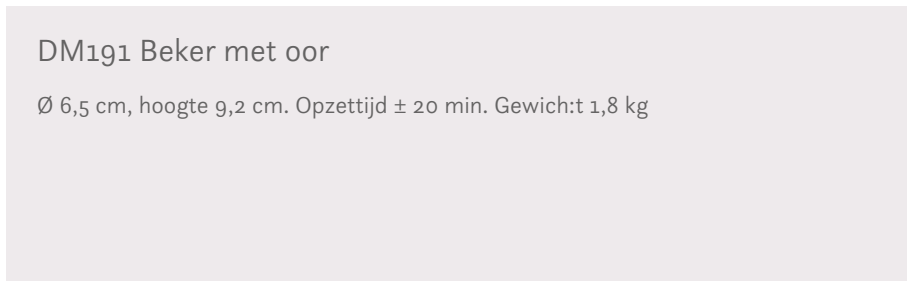 DM191 Beker met oor
Ø 6,5 cm, hoogte 9,2 cm. Opzettijd ± 20 min. Gewich:t 1,8 kg